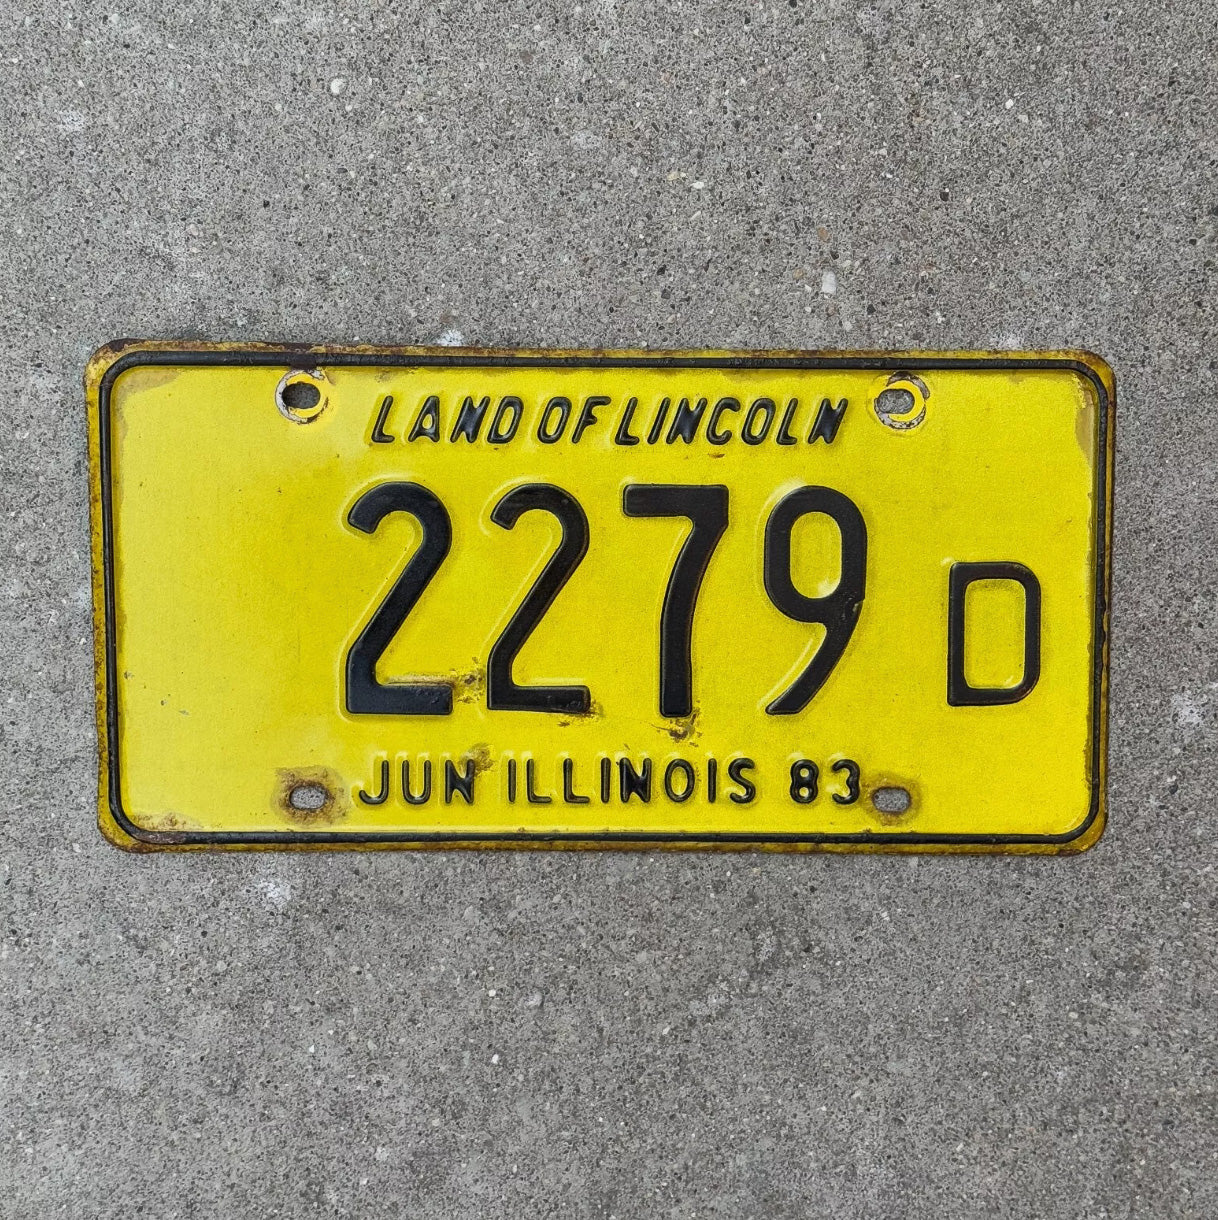 LAND OF LINCOLN
2279 D
JUN ILLINOIS 83